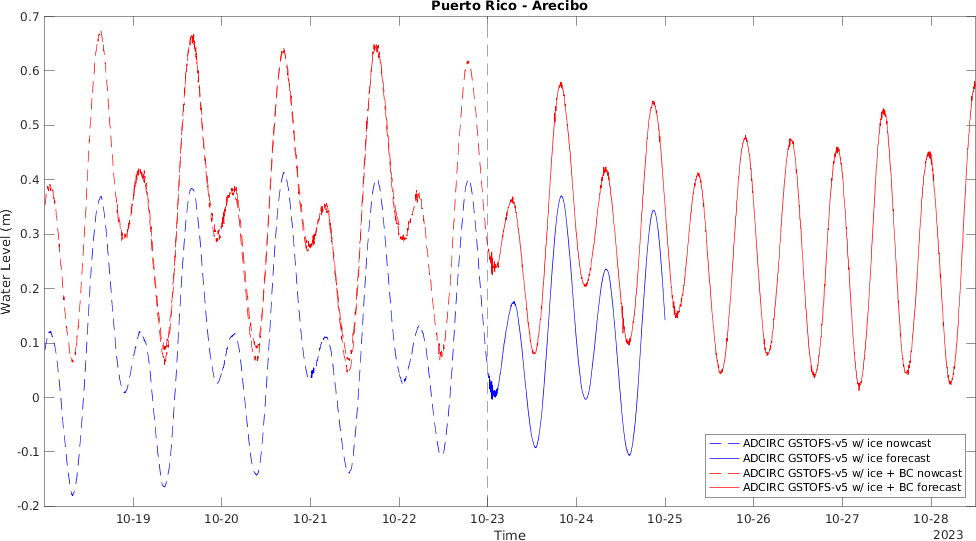 Puerto Rico - Arecibo
0.7
0.6
0.5
0.4
0.3
0.2
0.1
0
-0.1
-0.2
Water Level (m)
10-19 10-20 10-21 10-22 10-23 10-24 10-25 10-26 10-27 10-28
Time
2023
ADCIRC GSTOFS-v5 w/ ice nowcast
ADCIRC GSTOFS-v5 w/ ice forecast
ADCIRC GSTOFS-v5 w/ ice + BC nowcast
ADCIRC GSTOFS-v5 w/ ice + BC forecast